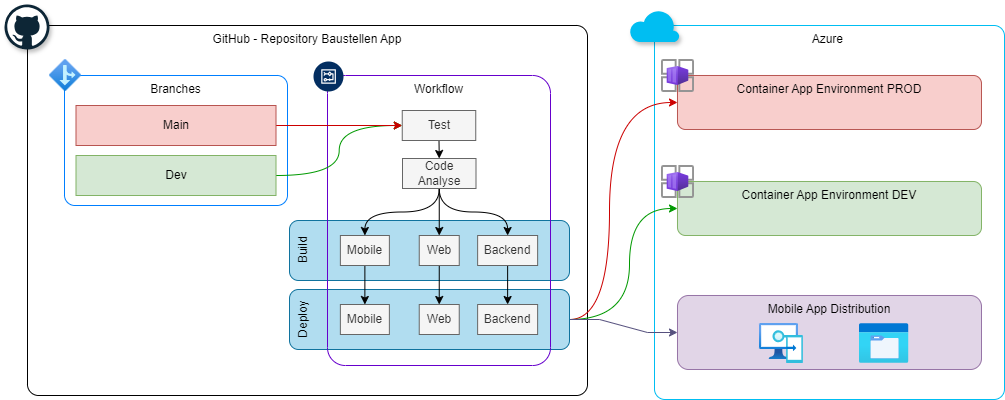 GitHub - Repository Baustellen App
Azure
Branches
Main
Dev
Workflow
Test
Code
Analyse
Build
Mobile
Web
Backend
Deploy
Mobile
Web
Backend
Container App Environment PROD
Container App Environment DEV
Mobile App Distribution